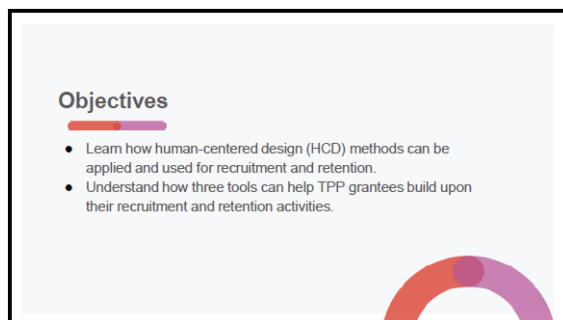 Objectives
● Learn how human-centered design (HCD) methods can be
applied and used for recruitment and retention.
● Understand how three tools can help TPP grantees build upon
their recruitment and retention activities.